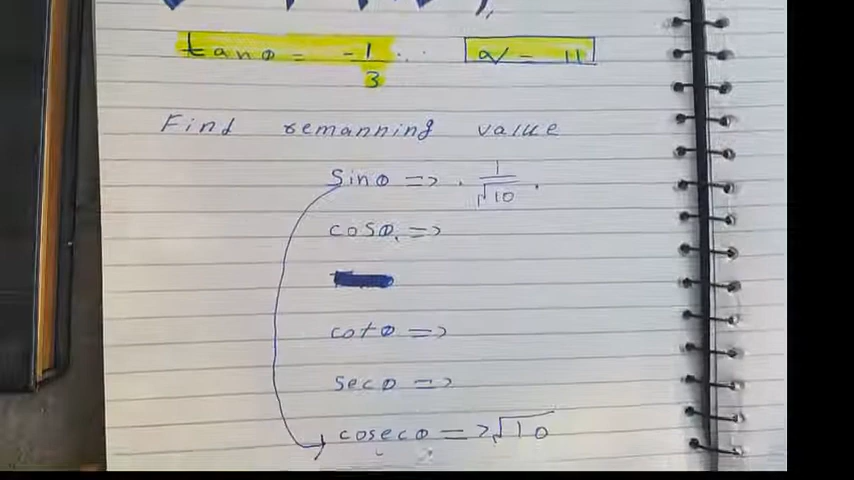 tanθ = -1/3 ∴ Q/ = II
Find remanning value
Sinθ => 1/√10
cosθ =>
cotθ =>
secθ =>
cosecθ => √10